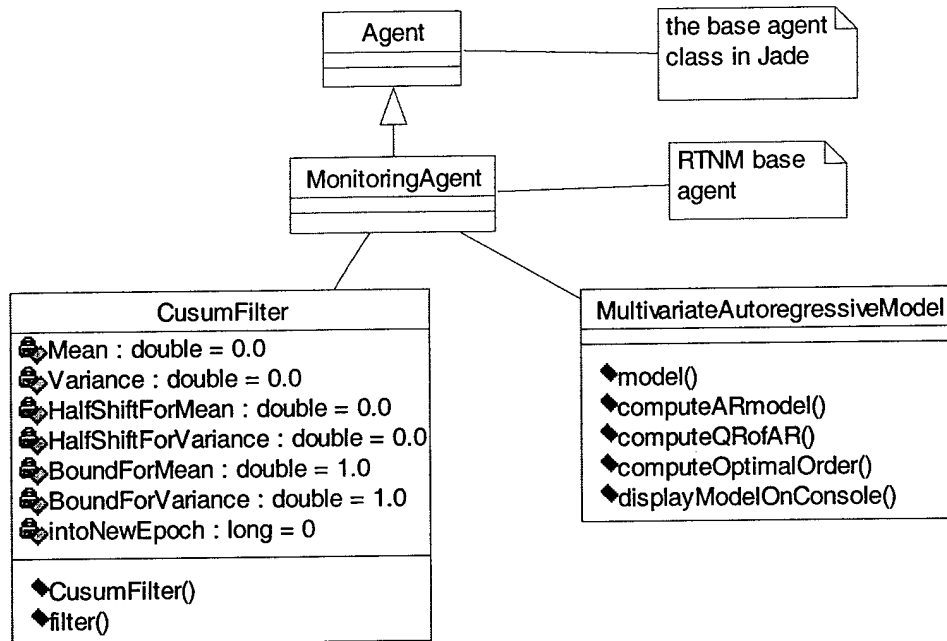 Agent
the base agent
class in Jade
MonitoringAgent
RTNM base
agent
CusumFilter
Mean : double = 0.0
Variance : double = 0.0
HalfShiftForMean : double = 0.0
HalfShiftForVariance : double = 0.0
BoundForMean : double = 1.0
BoundForVariance : double = 1.0
intoNewEpoch : long = 0
CusumFilter()
filter()
MultivariateAutoregressiveModel
model()
computeARmodel()
computeQRofAR()
computeOptimalOrder()
displayModelOnConsole()